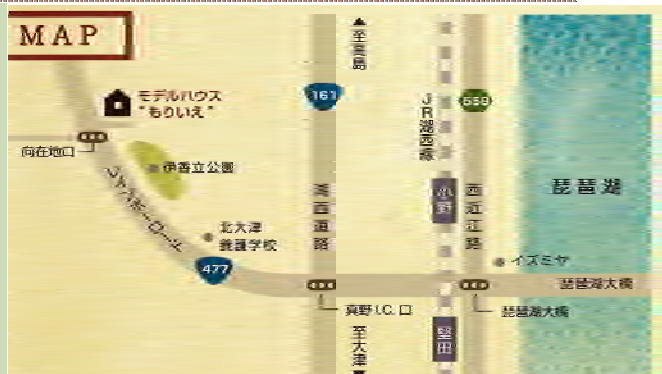 MAP
▲至高島
161
JR湖西線
558
モデルハウス
"もりいえ"
向在地口
伊香立公園
小野
琵琶湖
湖西道路
西近江路
北大津
養護学校
イズミヤ
477
琵琶湖大橋
真野I.C.口
琵琶湖大橋
至大津
堅田